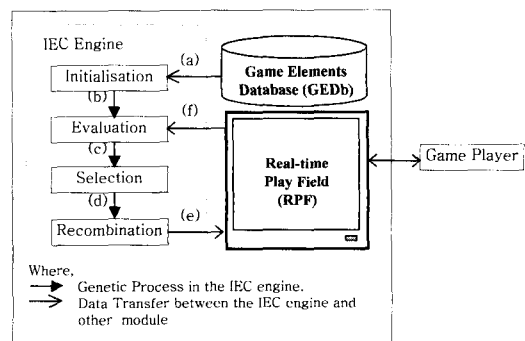 IEC Engine
(a)
Initialisation
Game Elements
Database (GEDb)
(b)
(f)
Evaluation
(c)
Selection
Real-time
Play Field
(RPF)
Game Player
(d)
Recombination
(e)
Where,
Genetic Process in the IEC engine.
Data Transfer between the IEC engine and
other module